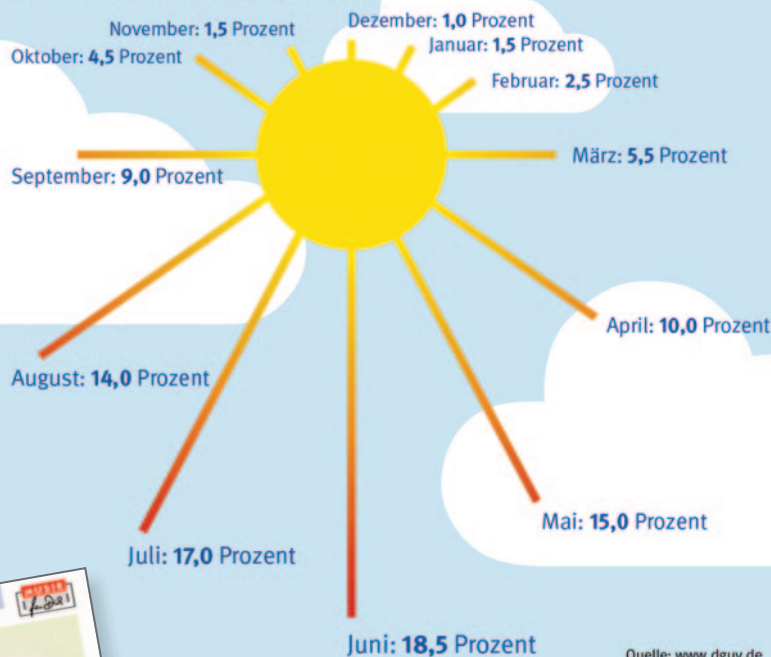 Dezember: 1,0 Prozent
November: 1,5 Prozent
Januar: 1,5 Prozent
Oktober: 4,5 Prozent
Februar: 2,5 Prozent
März: 5,5 Prozent
September: 9,0 Prozent
April: 10,0 Prozent
August: 14,0 Prozent
Mai: 15,0 Prozent
Juli: 17,0 Prozent
Juni: 18,5 Prozent
Quelle: www.dguv.de